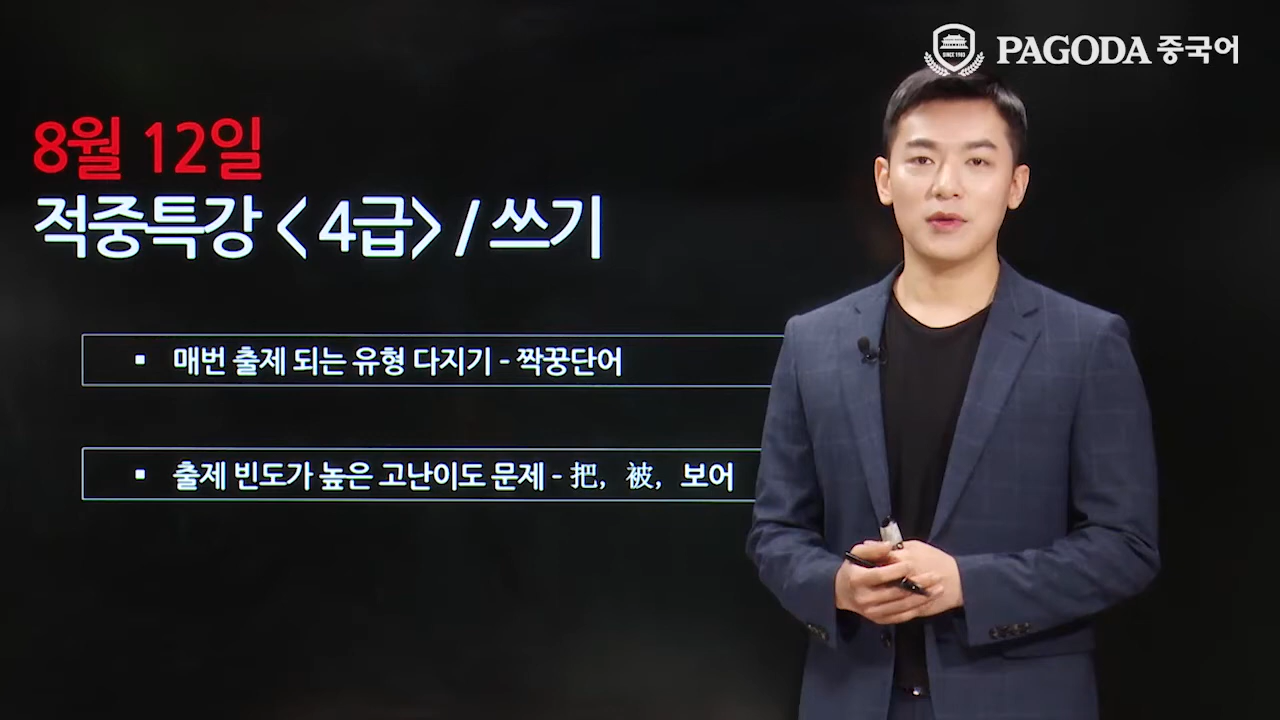 SINCE 1983
PAGODA 중국어
8월 12일
적중특강 < 4급> / 쓰기
▪ 매번 출제 되는 유형 다지기 - 짝꿍단어
▪ 출제 빈도가 높은 고난이도 문제 - 把, 被, 보어